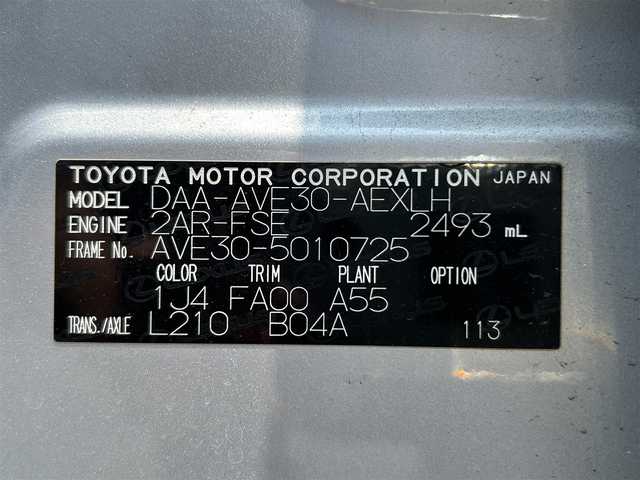 TOYOTA MOTOR CORPORATION JAPAN
MODEL DAA-AVE30-AEXLH
ENGINE 2AR-FSE 2493 mL
FRAME No. AVE30-5010725
COLOR TRIM PLANT OPTION
1J4 FA00 A55
TRANS./AXLE L210 B04A 113